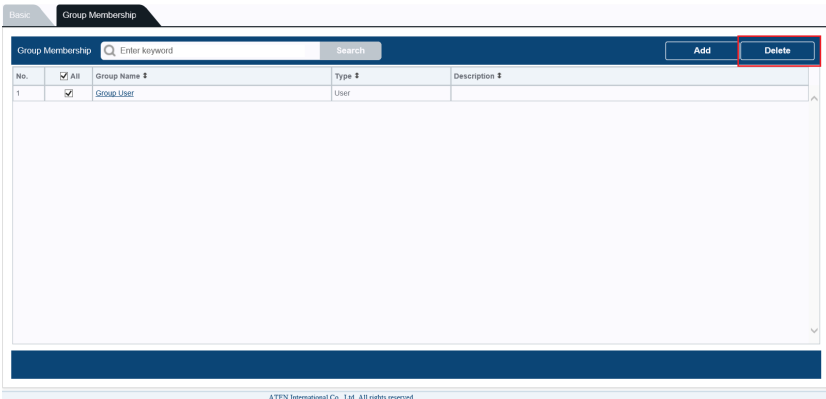 Basic Group Membership
Group Membership Enter keyword Search Add Delete
No. All Group Name Type Description
1 Group User User
ATEN International Co., Ltd. All rights reserved.